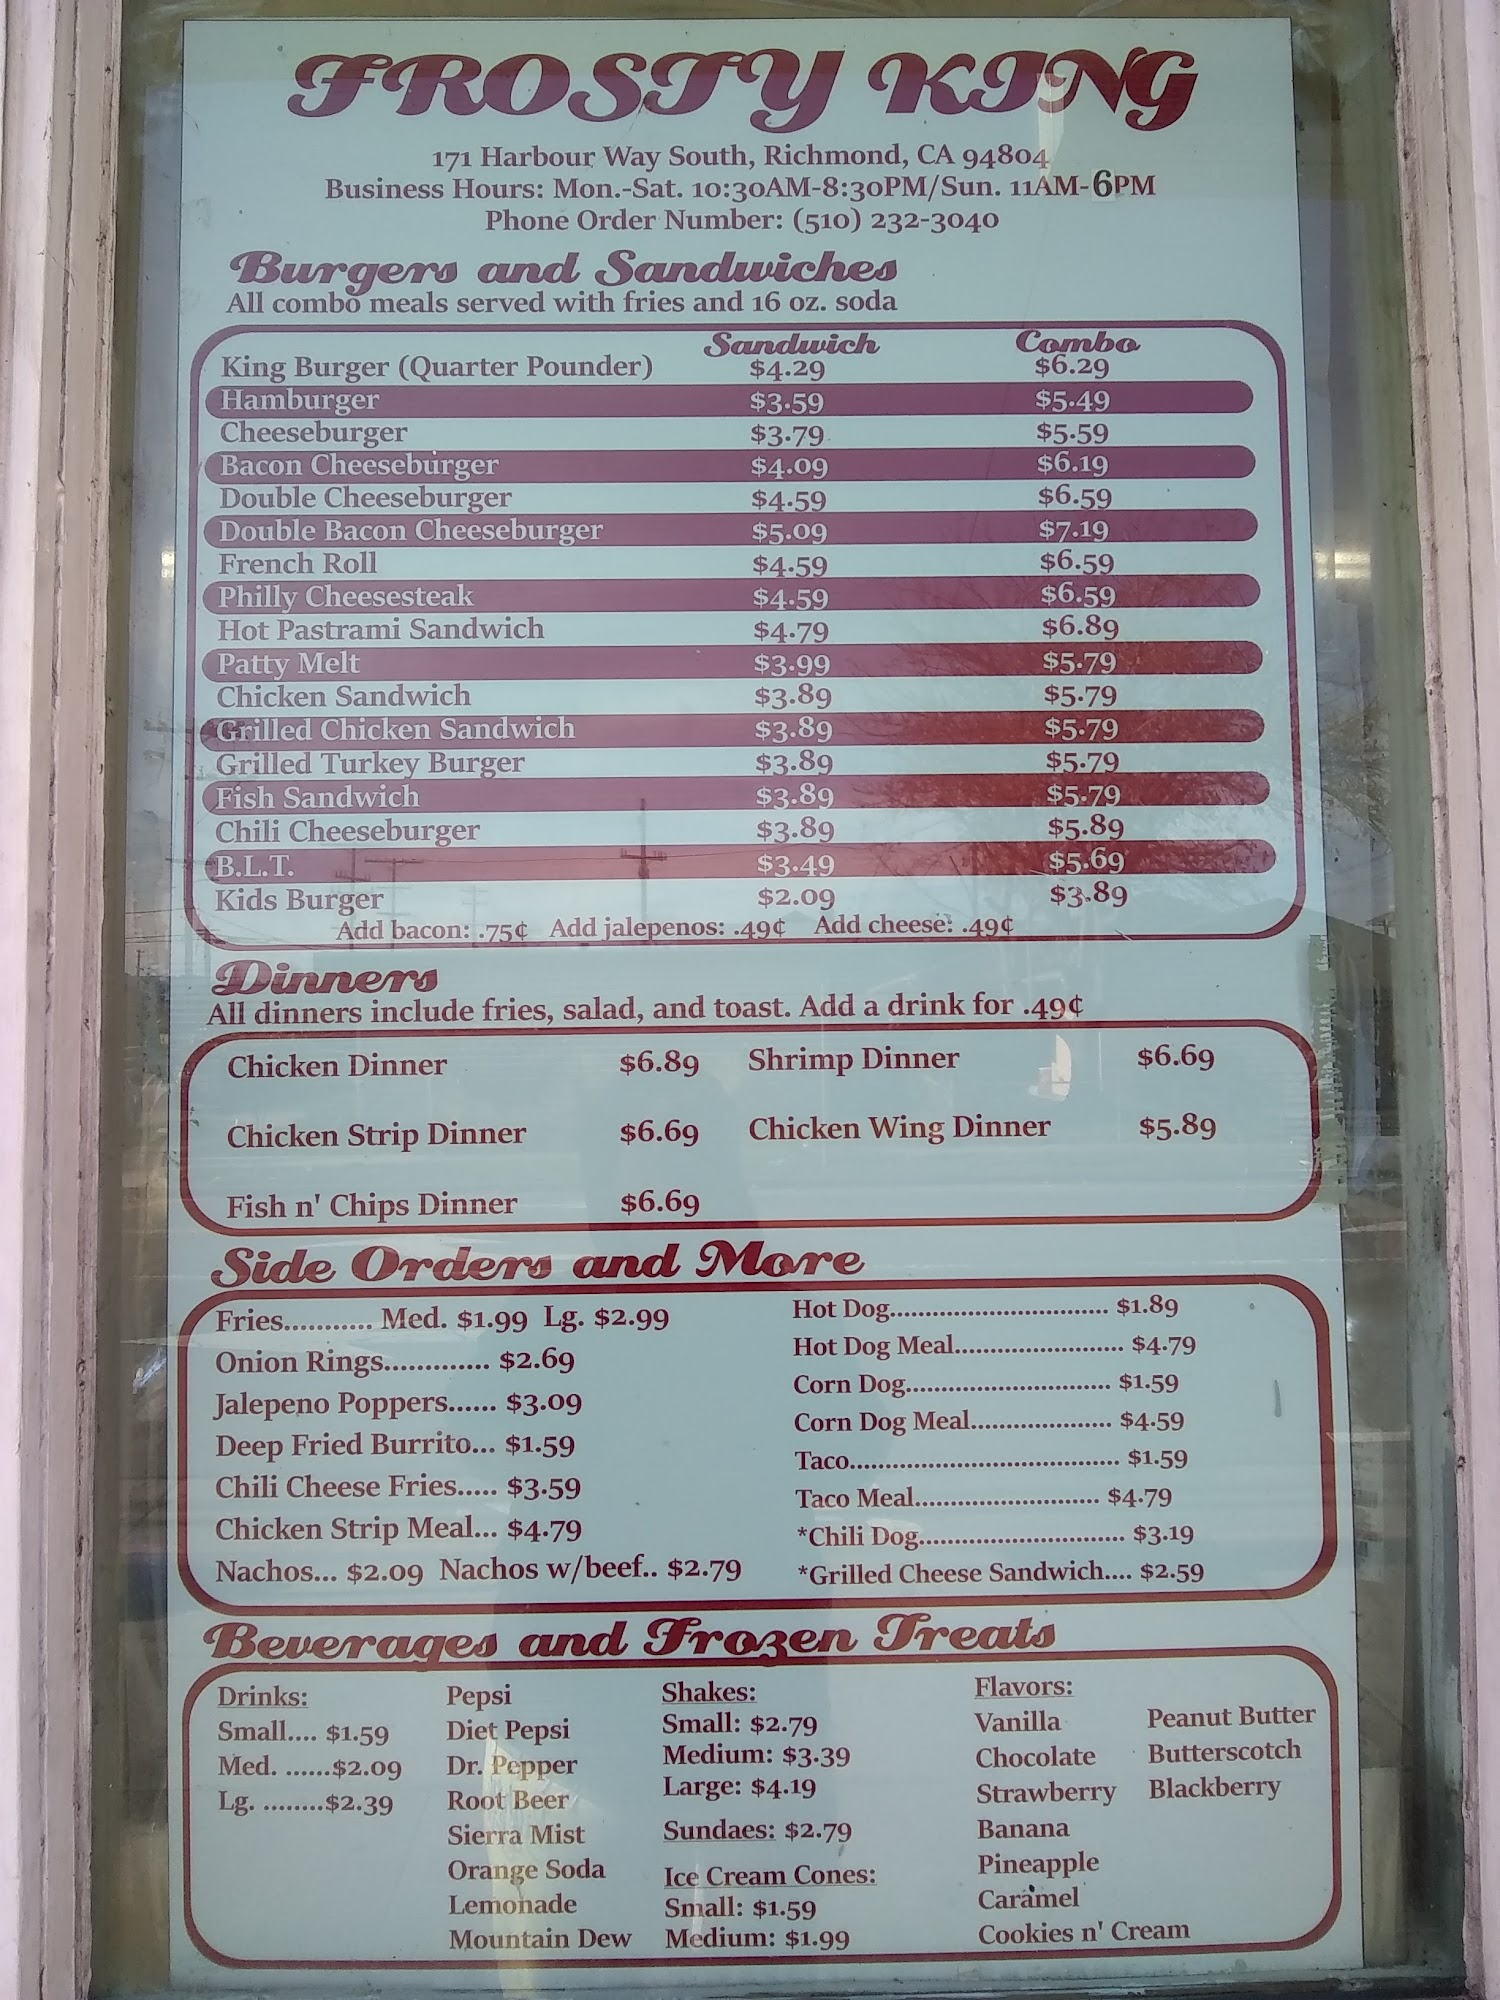 FROSTY KING
171 Harbour Way South, Richmond, CA 94804
Business Hours: Mon.-Sat. 10:30AM-8:30PM/Sun. 11AM-6PM
Phone Order Number: (510) 232-3040
Burgers and Sandwiches
All combo meals served with fries and 16 oz. soda
Sandwich Combo
King Burger (Quarter Pounder) $4.29 $6.29
Hamburger $3.59 $5.49
Cheeseburger $3.79 $5.59
Bacon Cheeseburger $4.09 $6.19
Double Cheeseburger $4.59 $6.59
Double Bacon Cheeseburger $5.09 $7.19
French Roll $4.59 $6.59
Philly Cheesesteak $4.59 $6.59
Hot Pastrami Sandwich $4.79 $6.89
Patty Melt $3.99 $5.79
Chicken Sandwich $3.89 $5.79
Grilled Chicken Sandwich $3.89 $5.79
Grilled Turkey Burger $3.89 $5.79
Fish Sandwich $3.89 $5.79
Chili Cheeseburger $3.89 $5.89
B.L.T. $3.49 $5.69
Kids Burger $2.09 $3.89
Add bacon: .75¢ Add jalepenos: .49¢ Add cheese: .49¢
Dinners
All dinners include fries, salad, and toast. Add a drink for .49¢
Chicken Dinner $6.89 Shrimp Dinner $6.69
Chicken Strip Dinner $6.69 Chicken Wing Dinner $5.89
Fish n' Chips Dinner $6.69
Side Orders and More
Fries........... Med. $1.99 Lg. $2.99
Onion Rings............. $2.69
Jalepeno Poppers...... $3.09
Deep Fried Burrito... $1.59
Chili Cheese Fries..... $3.59
Chicken Strip Meal... $4.79
Nachos... $2.09 Nachos w/beef.. $2.79
Hot Dog............................... $1.89
Hot Dog Meal........................ $4.79
Corn Dog............................. $1.59
Corn Dog Meal.................... $4.59
Taco...................................... $1.59
Taco Meal.......................... $4.79
*Chili Dog............................. $3.19
*Grilled Cheese Sandwich.... $2.59
Beverages and Frozen Treats
Drinks:
Small.... $1.59
Med. ......$2.09
Lg. ........$2.39
Pepsi
Diet Pepsi
Dr. Pepper
Root Beer
Sierra Mist
Orange Soda
Lemonade
Mountain Dew
Shakes:
Small: $2.79
Medium: $3.39
Large: $4.19
Sundaes: $2.79
Ice Cream Cones:
Small: $1.59
Medium: $1.99
Flavors:
Vanilla
Chocolate
Strawberry
Banana
Pineapple
Caramel
Cookies n' Cream
Peanut Butter
Butterscotch
Blackberry